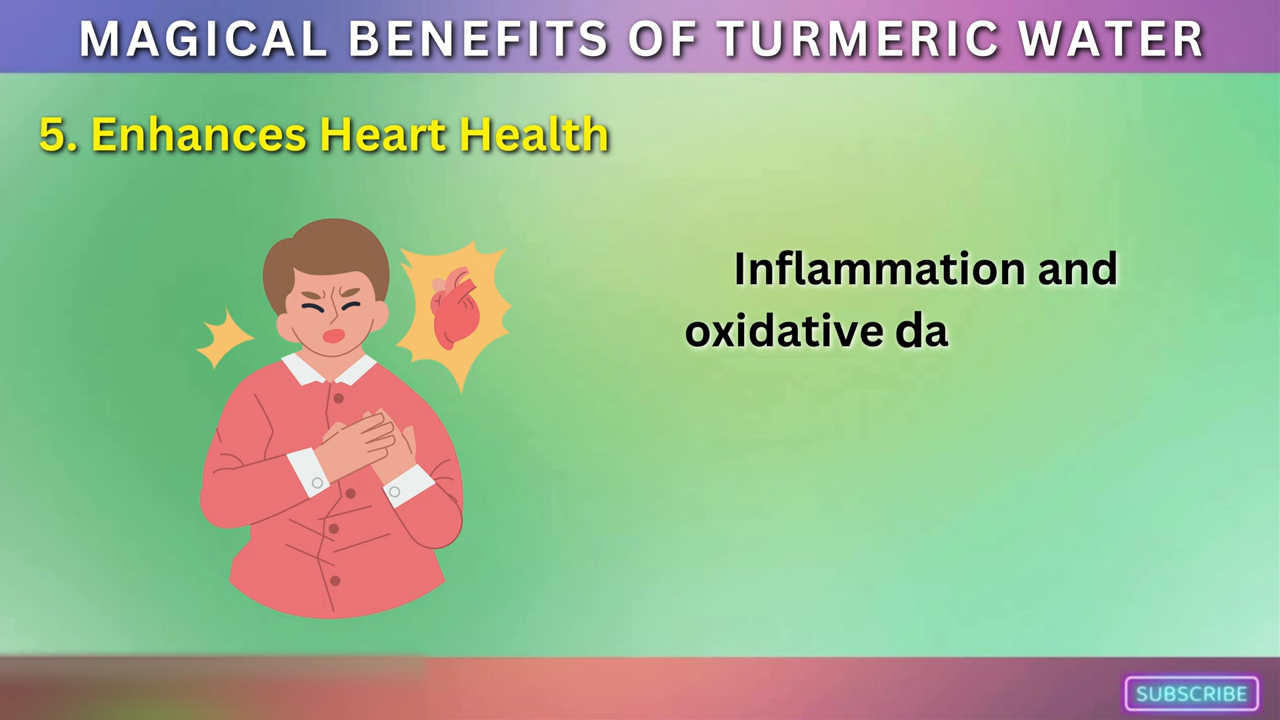 MAGICAL BENEFITS OF TURMERIC WATER
5. Enhances Heart Health
Inflammation and
oxidative da
SUBSCRIBE